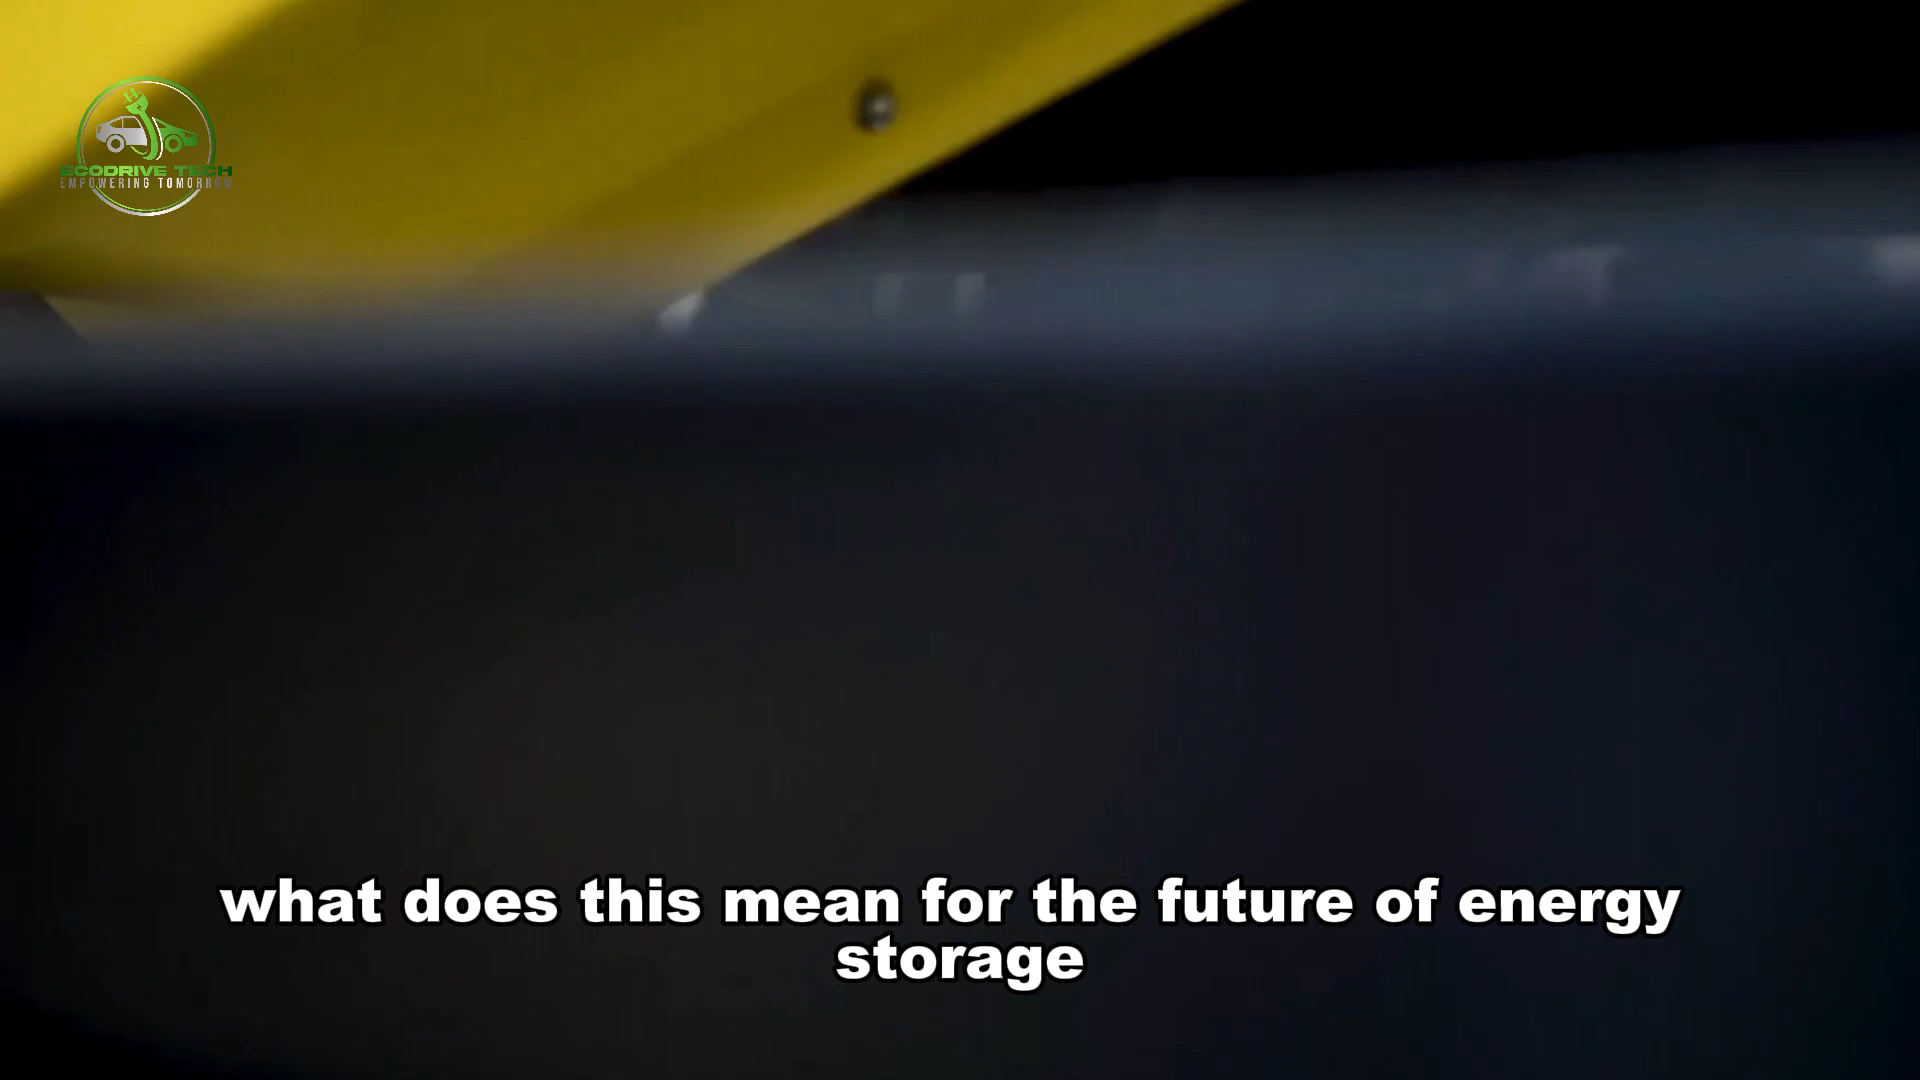 ECODRIVE TECH
EMPOWERING TOMORROW
what does this mean for the future of energy
storage